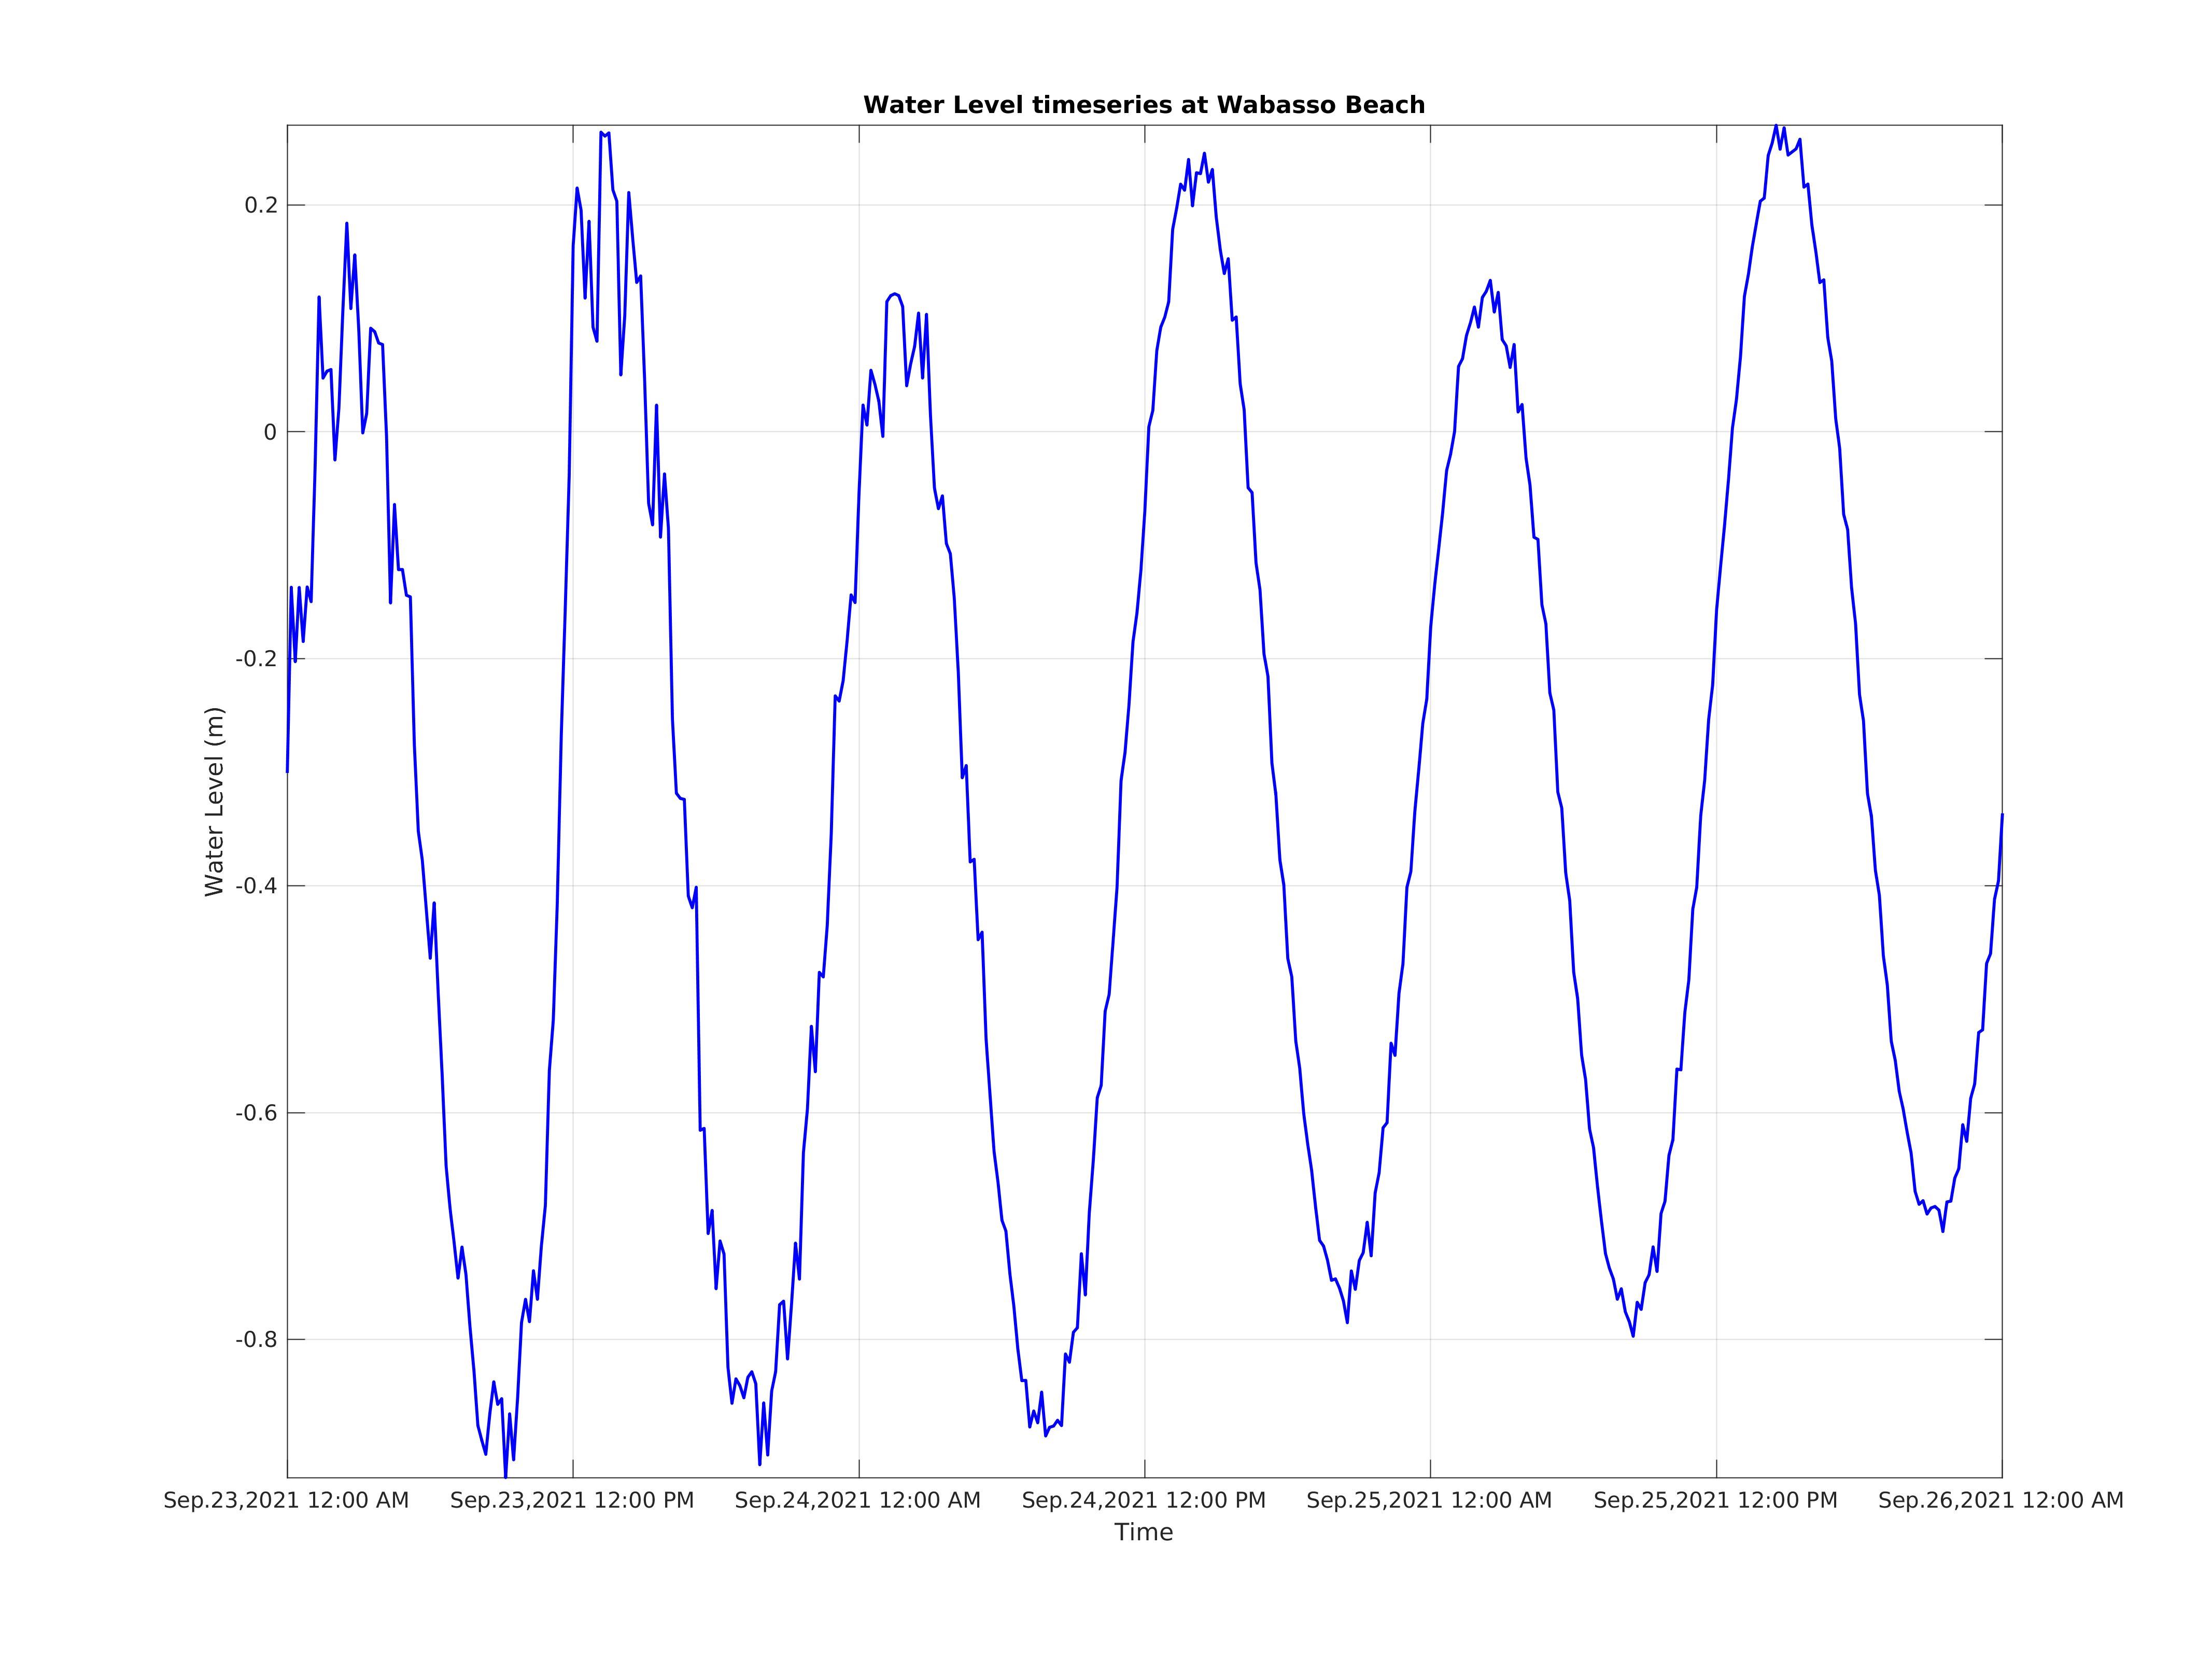 Water Level timeseries at Wabasso Beach
0.2
0
-0.2
-0.4
-0.6
-0.8
Water Level (m)
Sep.23,2021 12:00 AM Sep.23,2021 12:00 PM Sep.24,2021 12:00 AM Sep.24,2021 12:00 PM Sep.25,2021 12:00 AM Sep.25,2021 12:00 PM Sep.26,2021 12:00 AM
Time